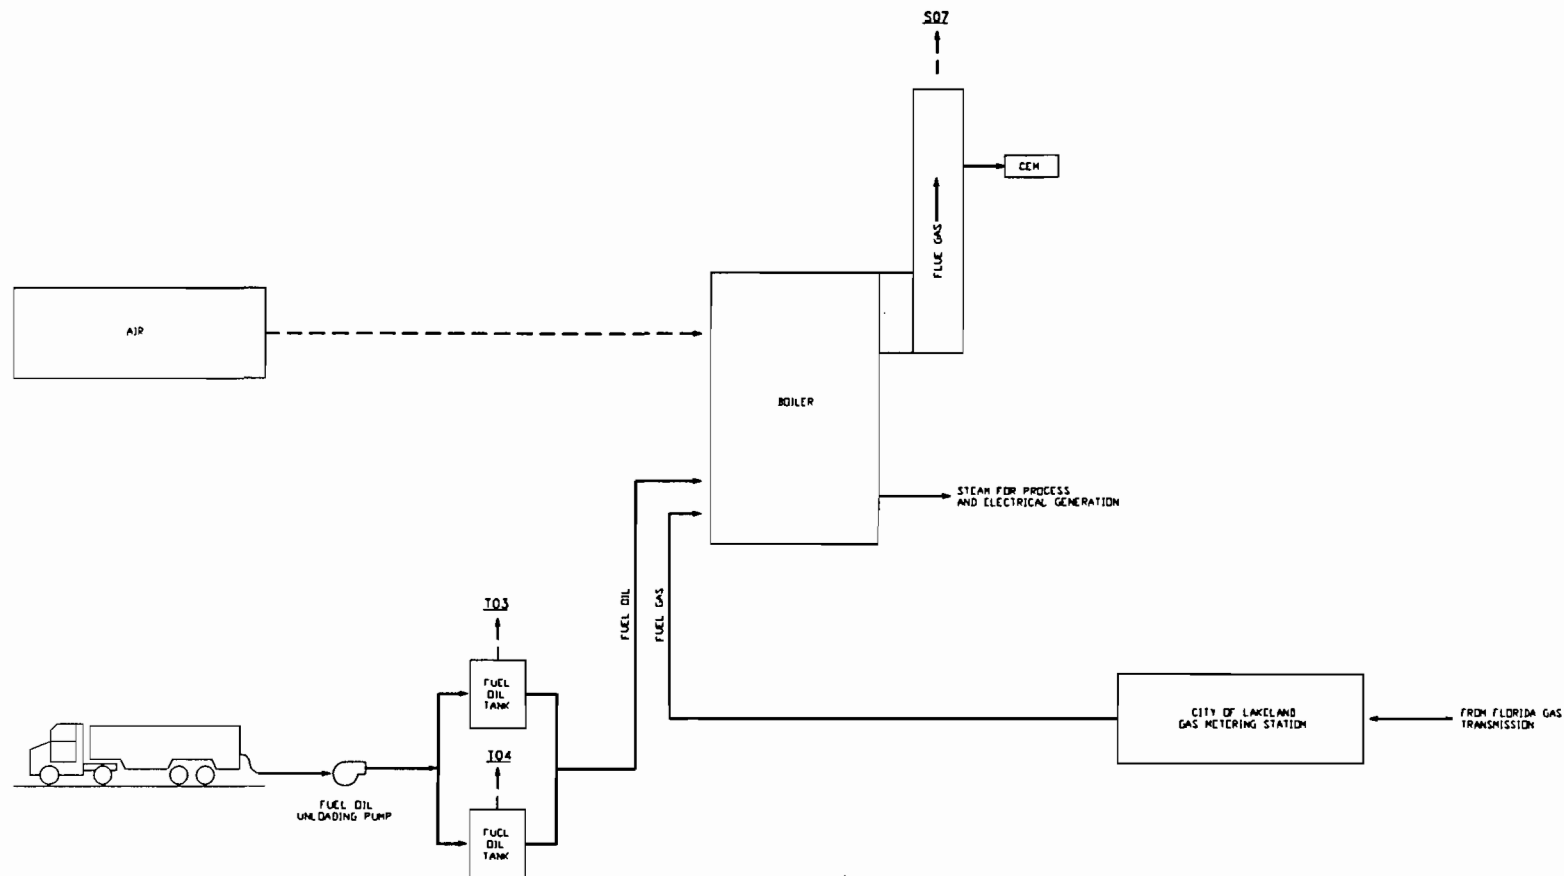 S07
CEM
FLUE GAS
AIR
BOILER
STEAM FOR PROCESS
AND ELECTRICAL GENERATION
FUEL OIL
FUEL GAS
T03
FUEL
OIL
TANK
CITY OF LAKELAND
GAS METERING STATION
FROM FLORIDA GAS
TRANSMISSION
T04
FUEL OIL
UNLOADING PUMP
FUEL
OIL
TANK